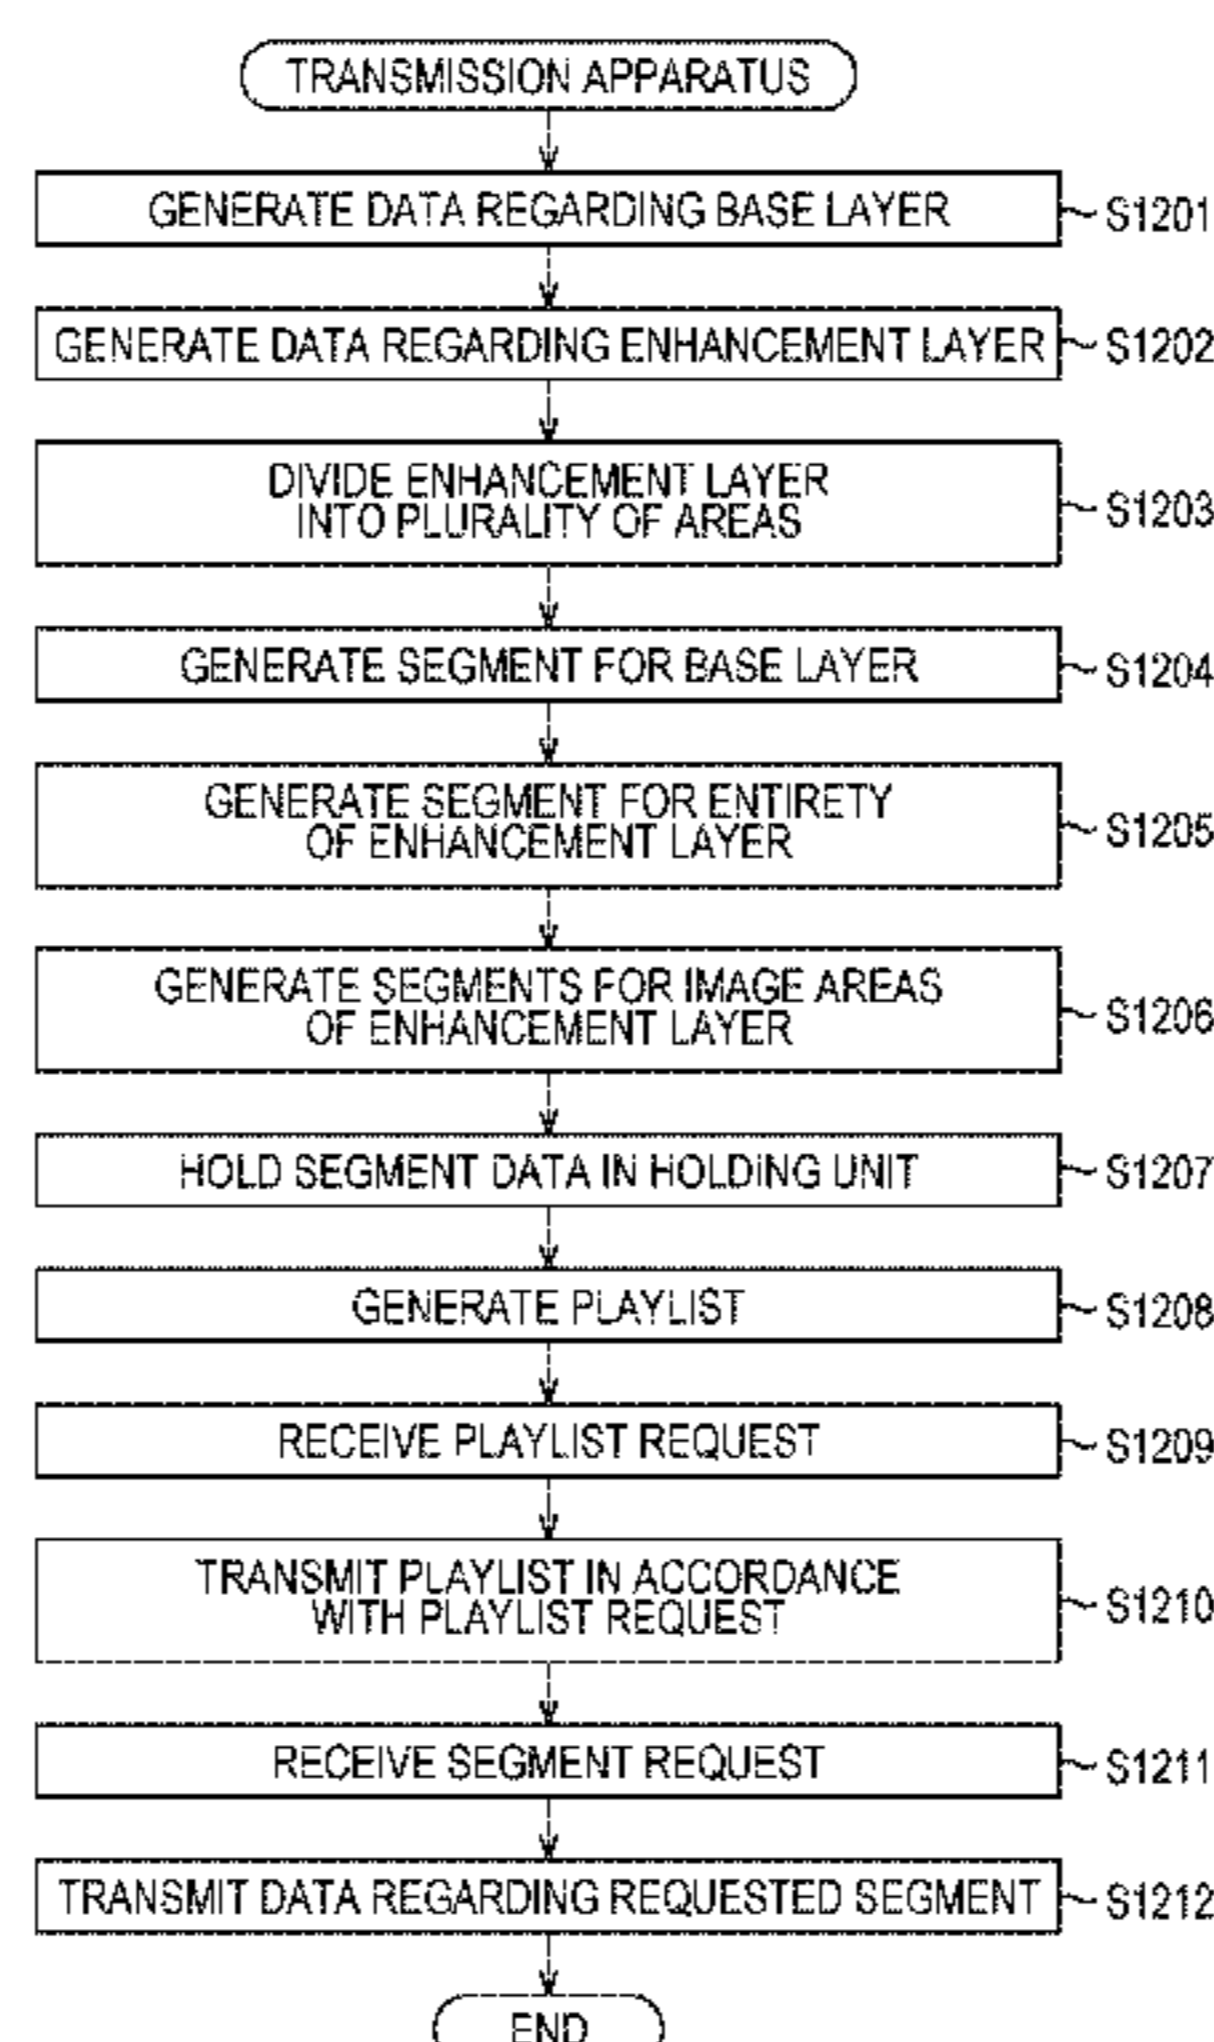 TRANSMISSION APPARATUS
GENERATE DATA REGARDING BASE LAYER
S1201
GENERATE DATA REGARDING ENHANCEMENT LAYER
S1202
DIVIDE ENHANCEMENT LAYER
INTO PLURALITY OF AREAS
S1203
GENERATE SEGMENT FOR BASE LAYER
S1204
GENERATE SEGMENT FOR ENTIRETY
OF ENHANCEMENT LAYER
S1205
GENERATE SEGMENTS FOR IMAGE AREAS
OF ENHANCEMENT LAYER
S1206
HOLD SEGMENT DATA IN HOLDING UNIT
S1207
GENERATE PLAYLIST
S1208
RECEIVE PLAYLIST REQUEST
S1209
TRANSMIT PLAYLIST IN ACCORDANCE
WITH PLAYLIST REQUEST
S1210
RECEIVE SEGMENT REQUEST
S1211
TRANSMIT DATA REGARDING REQUESTED SEGMENT
S1212
END